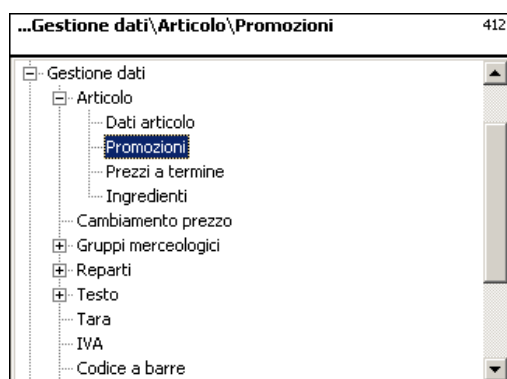 ...Gestione dati\Articolo\Promozioni 412
Gestione dati
Articolo
Dati articolo
Promozioni
Prezzi a termine
Ingredienti
Cambiamento prezzo
Gruppi merceologici
Reparti
Testo
Tara
IVA
Codice a barre